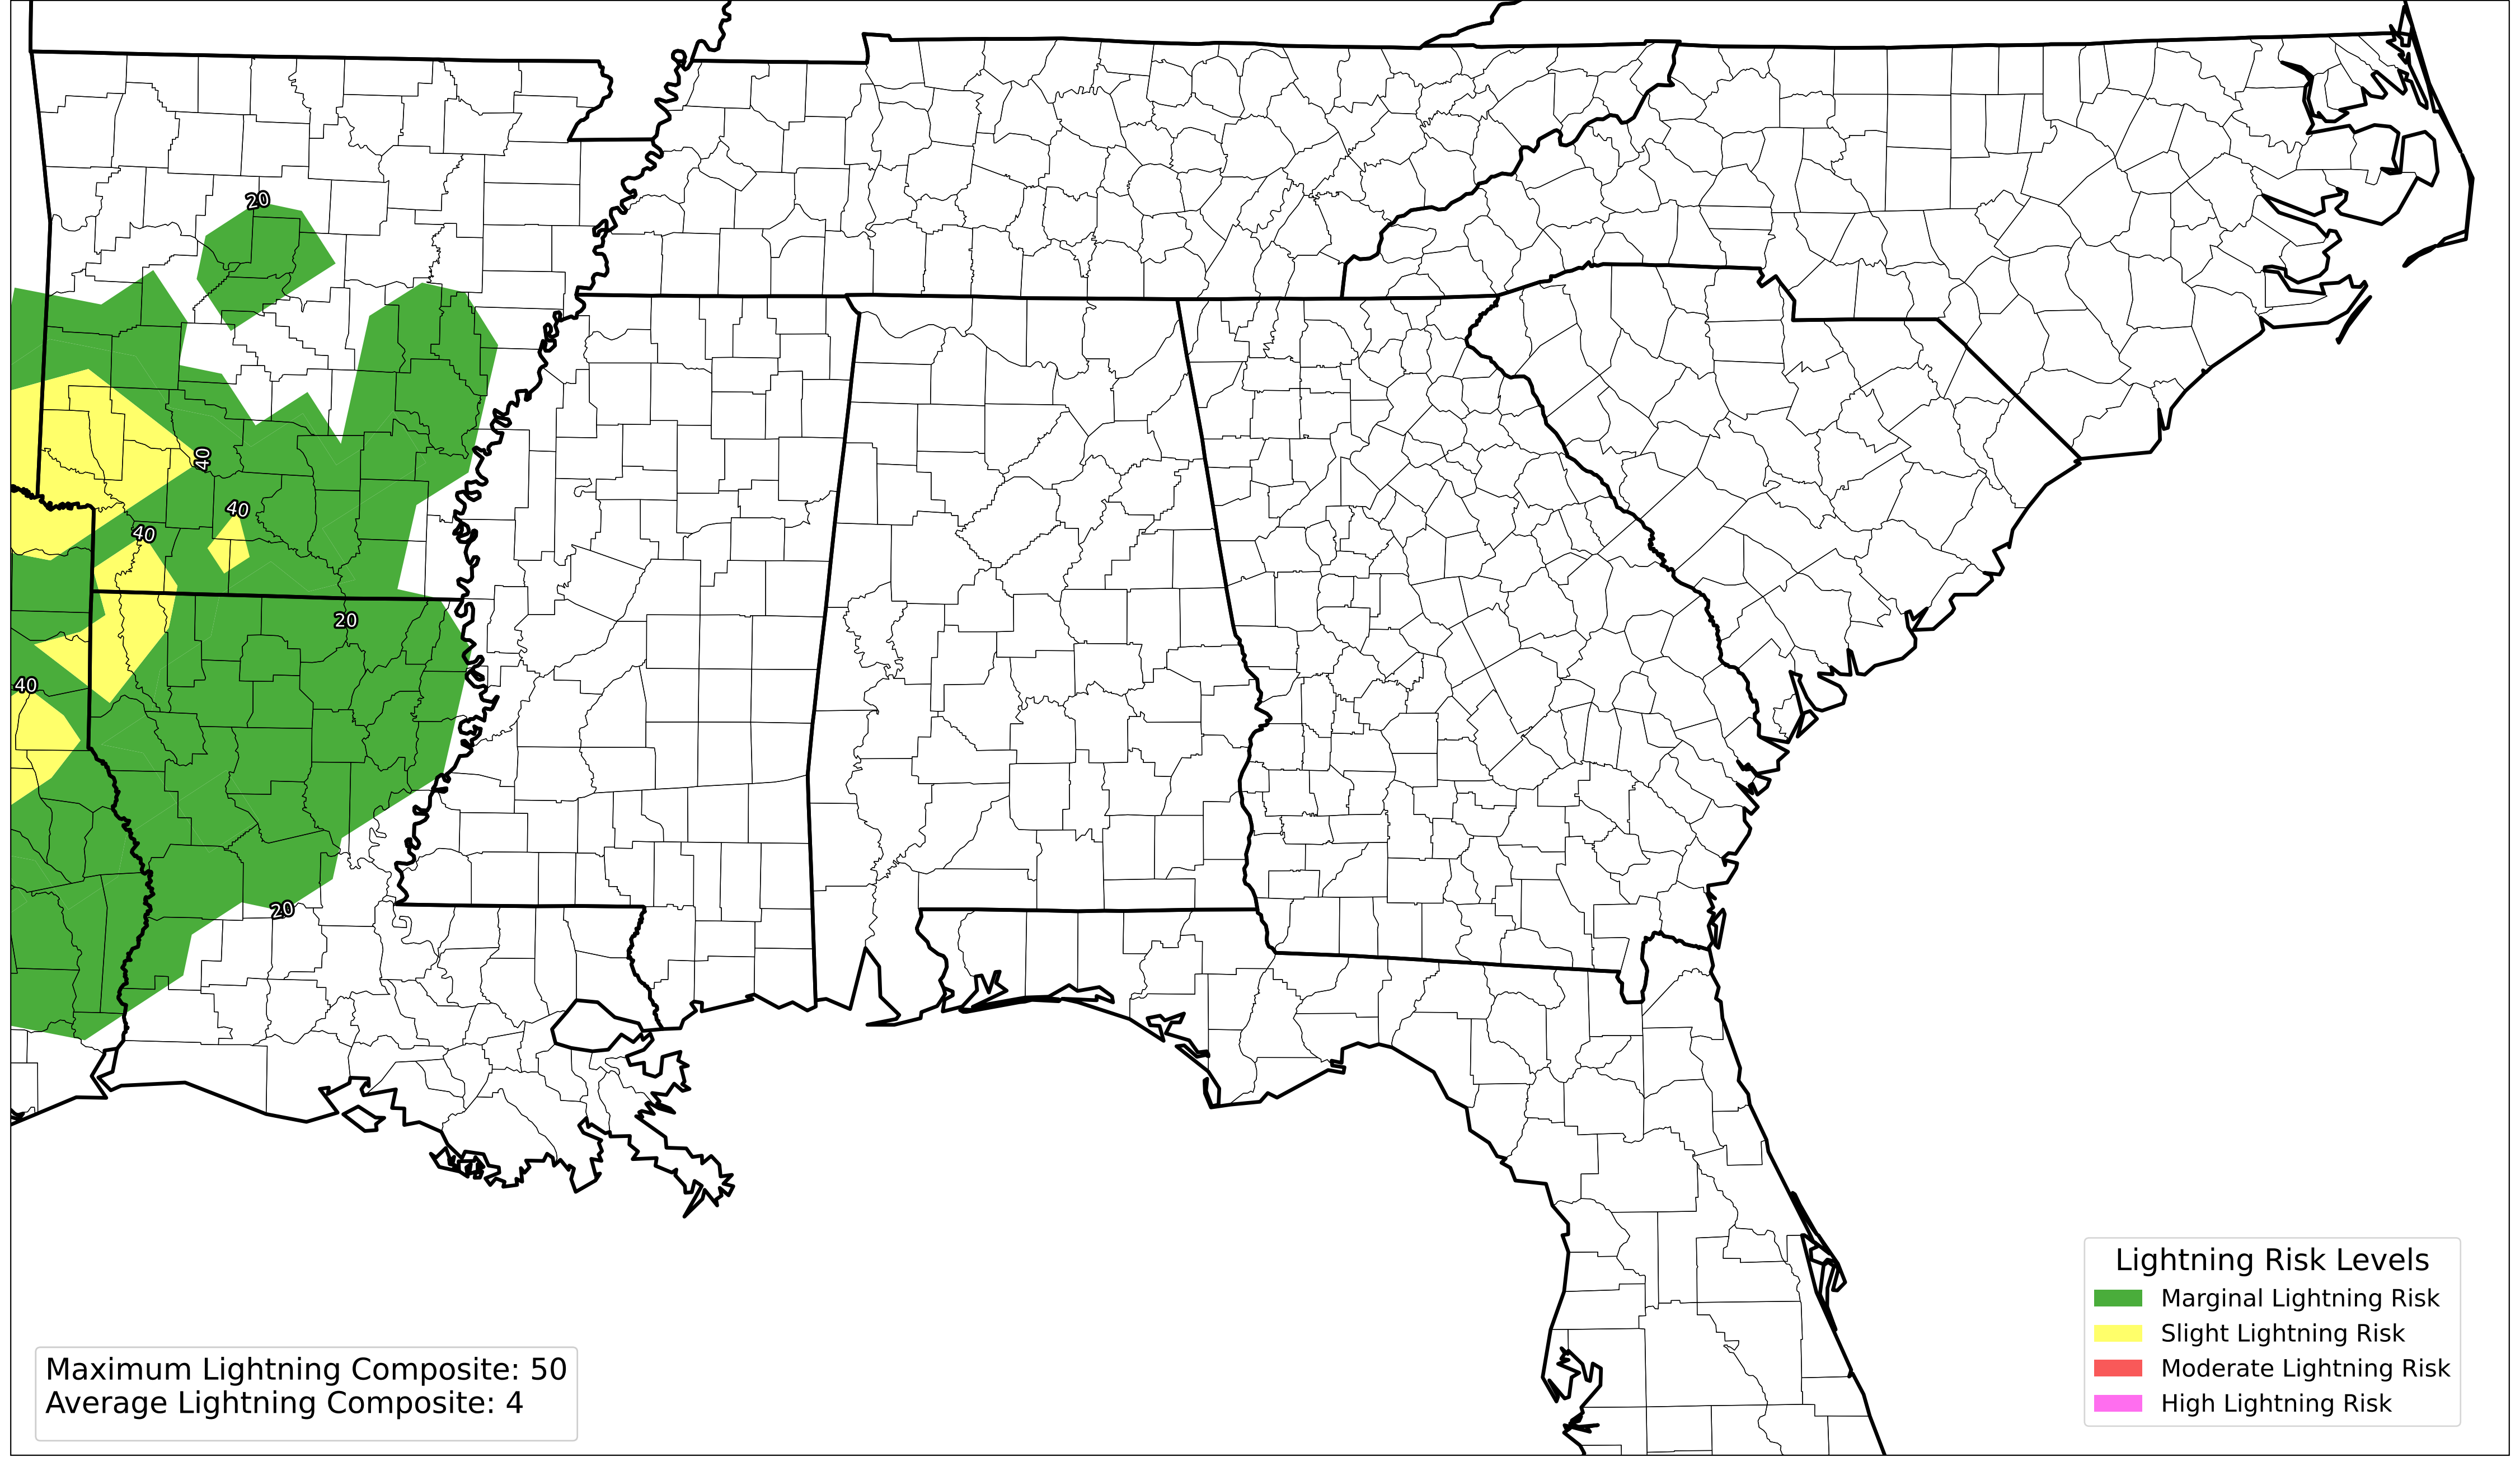 20
40
40
40
20
40
20
Lightning Risk Levels
Marginal Lightning Risk
Slight Lightning Risk
Moderate Lightning Risk
High Lightning Risk
Maximum Lightning Composite: 50
Average Lightning Composite: 4